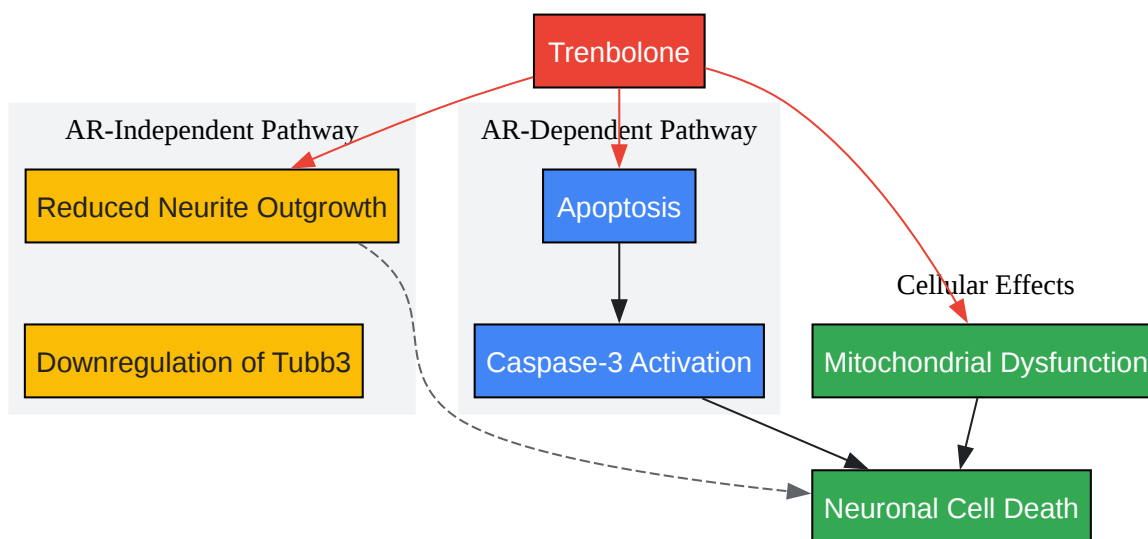 Trenbolone
AR-Independent Pathway
AR-Dependent Pathway
Reduced Neurite Outgrowth
Apoptosis
Cellular Effects
Downregulation of Tubb3
Caspase-3 Activation
Mitochondrial Dysfunction
Neuronal Cell Death